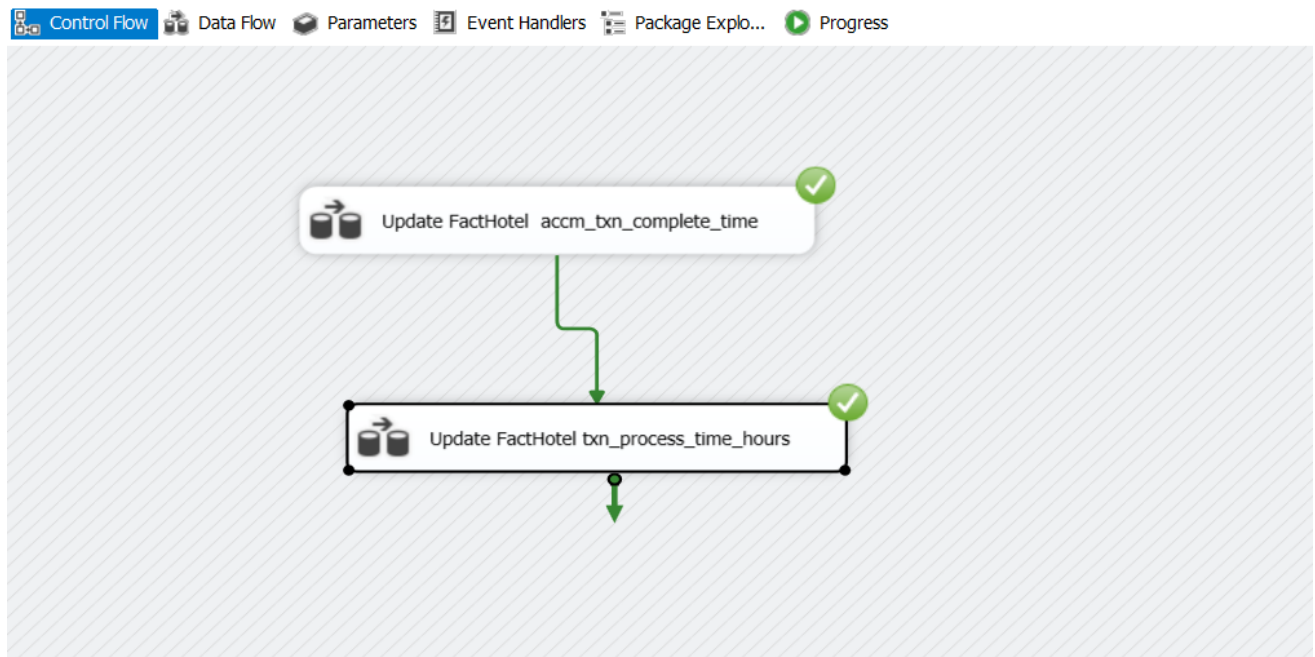 Control Flow Data Flow Parameters Event Handlers Package Explo... Progress
Update FactHotel accm_txn_complete_time
Update FactHotel txn_process_time_hours